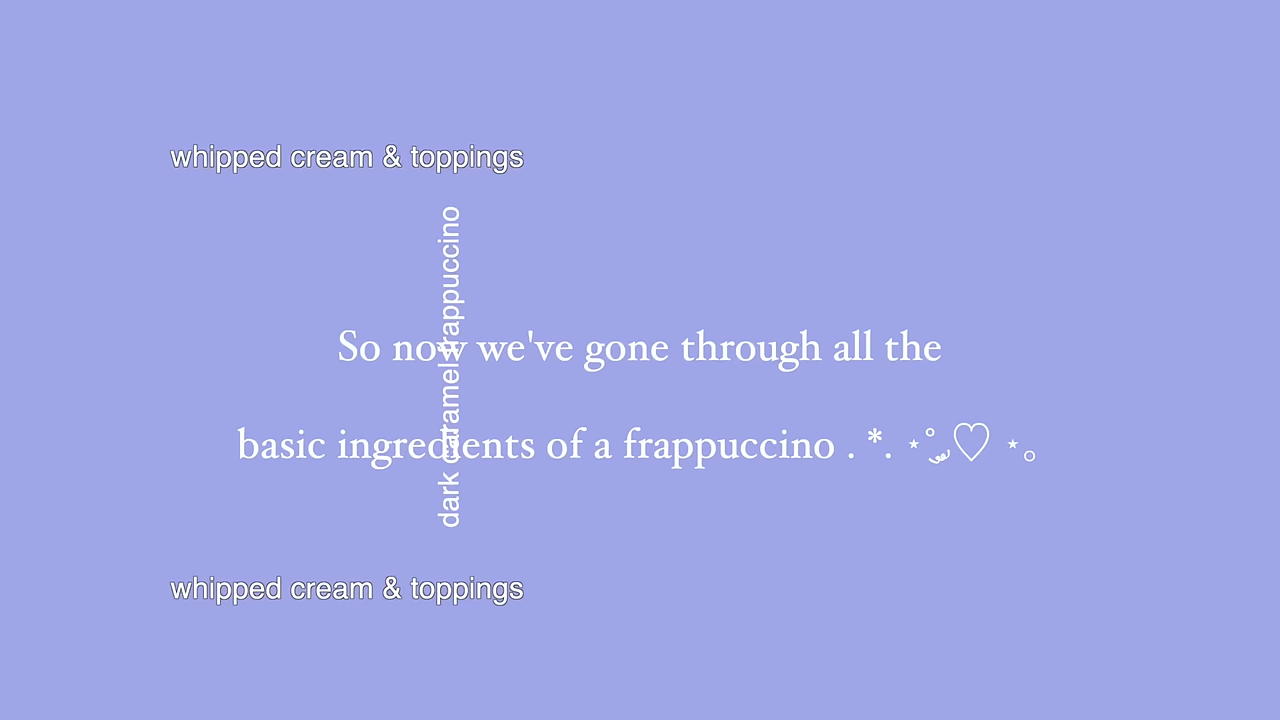 whipped cream & toppings
dark caramel frappuccino
So now we've gone through all the
basic ingredients of a frappuccino . *. ⋆˚࿔♡ ⋆。
whipped cream & toppings